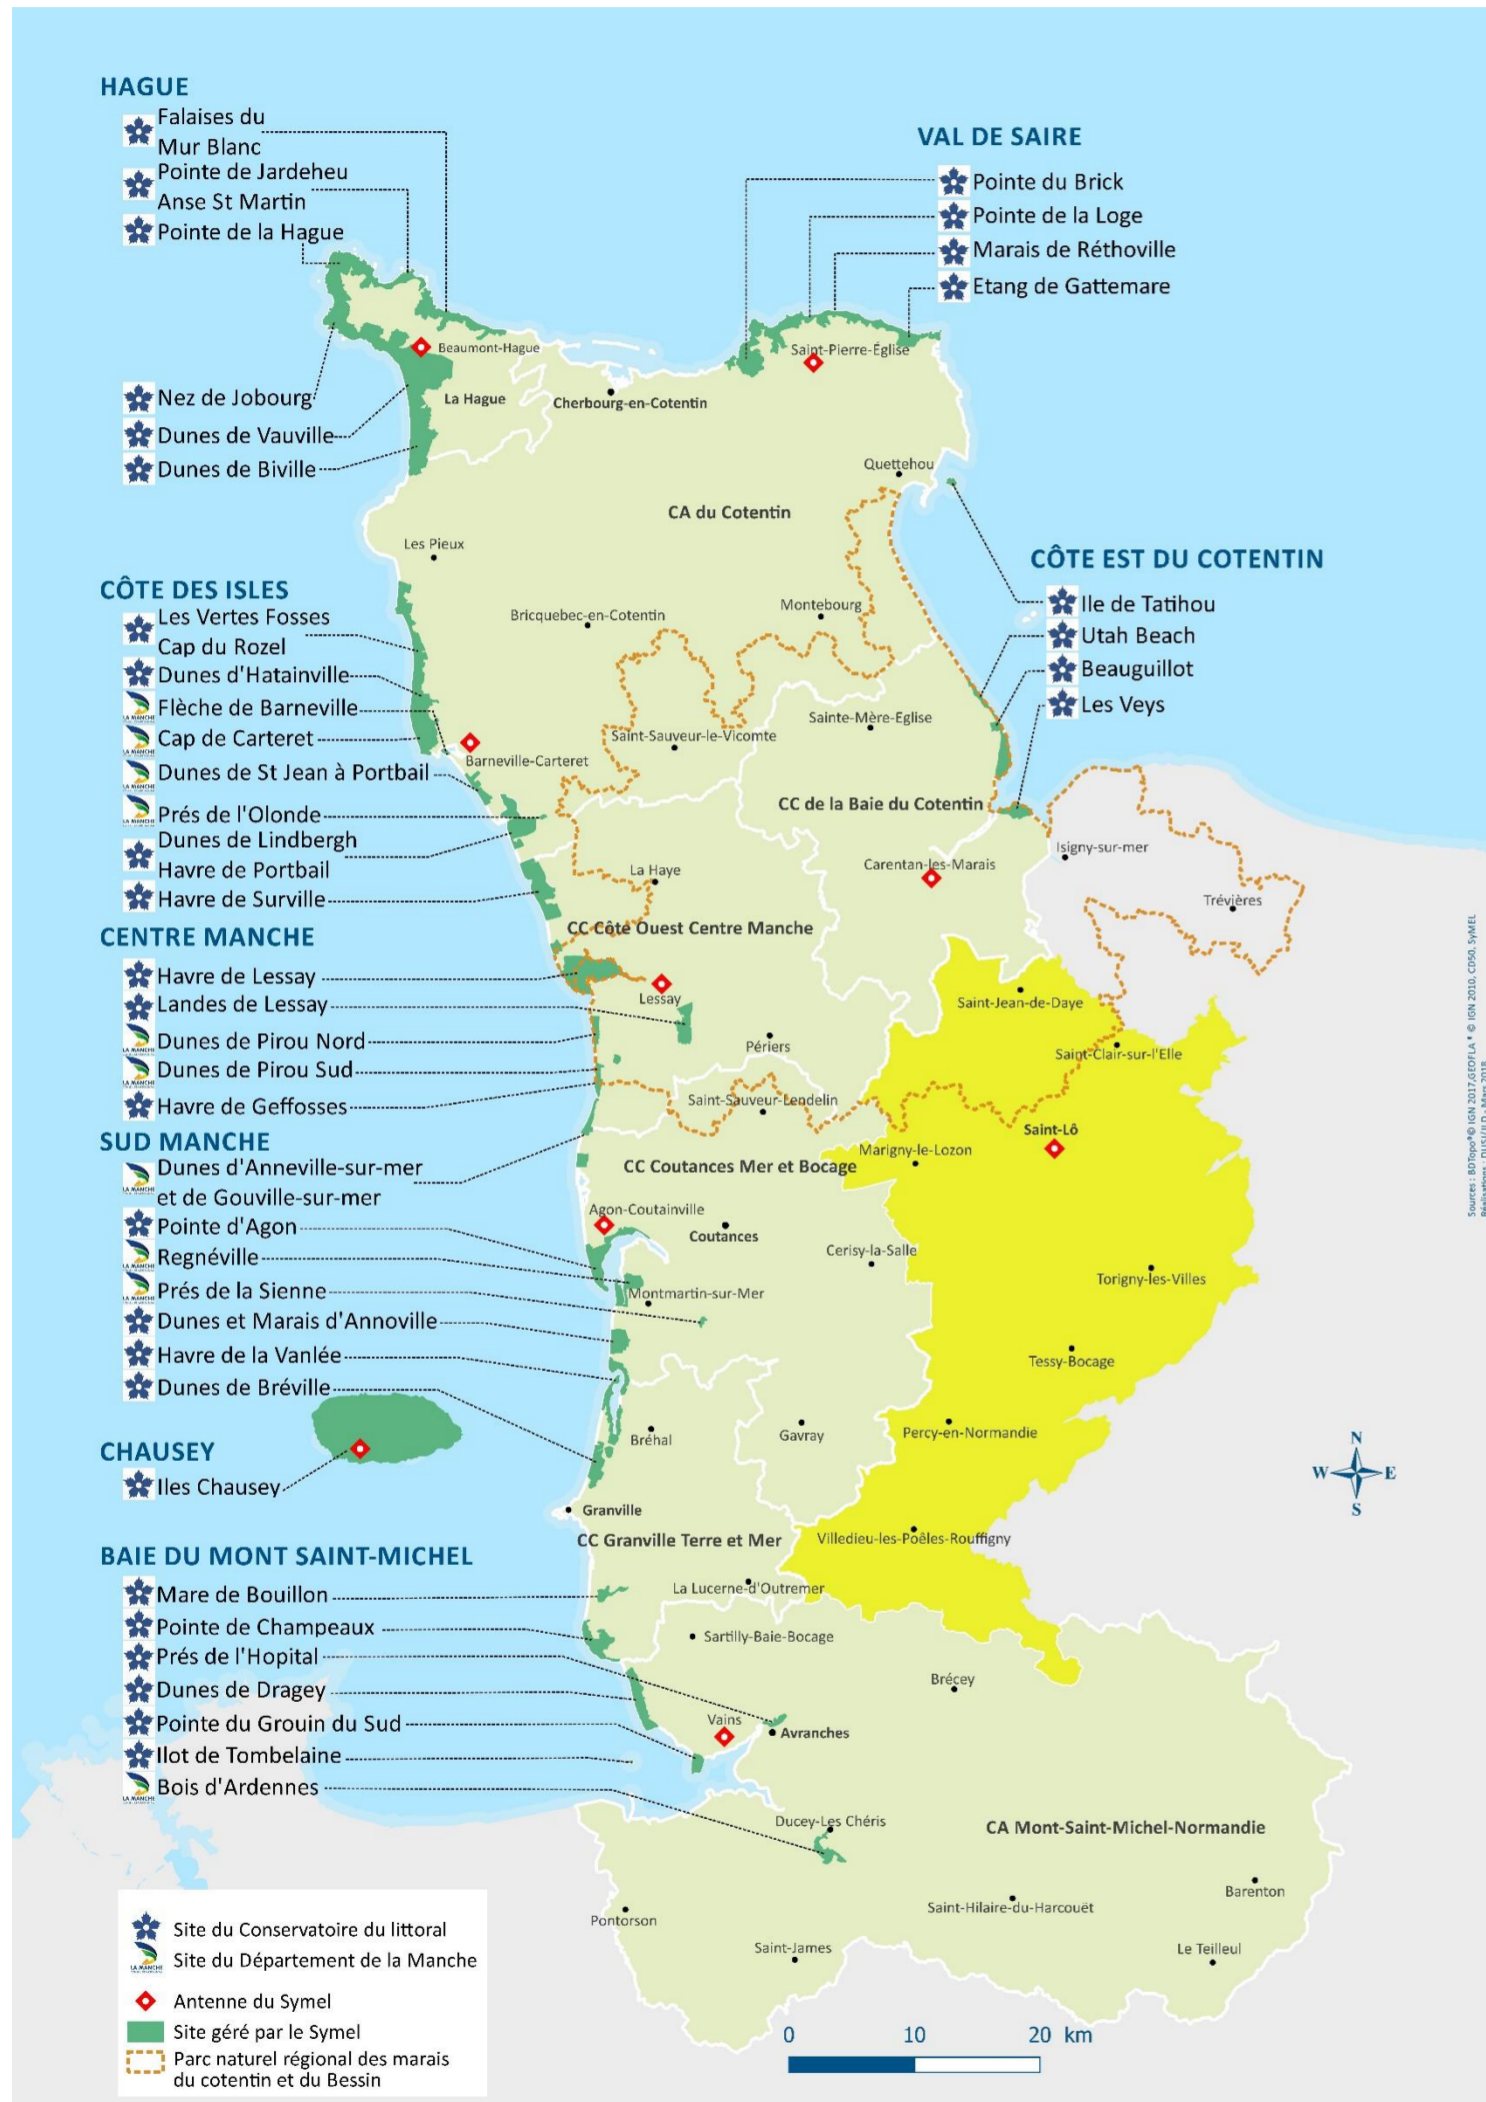 HAGUE
Falaises du
Mur Blanc
Pointe de Jardeheu
Anse St Martin
Pointe de la Hague
Nez de Jobourg
Dunes de Vauville
Dunes de Biville
VAL DE SAIRE
Pointe du Brick
Pointe de la Loge
Marais de Réthoville
Etang de Gattemare
Beaumont-Hague
La Hague
Cherbourg-en-Cotentin
Saint-Pierre-Église
Quettehou
CA du Cotentin
Les Pieux
CÔTE EST DU COTENTIN
Ile de Tatihou
Utah Beach
Beauguillot
Les Veys
CÔTE DES ISLES
Les Vertes Fosses
Cap du Rozel
Dunes d'Hatainville
Flèche de Barneville
Cap de Carteret
Dunes de St Jean à Portbail
Prés de l'Olonde
Dunes de Lindbergh
Havre de Portbail
Havre de Surville
Bricquebec-en-Cotentin
Montebourg
Sainte-Mère-Eglise
Saint-Sauveur-le-Vicomte
Barneville-Carteret
CC de la Baie du Cotentin
Isigny-sur-mer
Carentan-les-Marais
La Haye
Trévières
CC Côte Ouest Centre Manche
CENTRE MANCHE
Havre de Lessay
Landes de Lessay
Dunes de Pirou Nord
Dunes de Pirou Sud
Havre de Geffosses
Lessay
Saint-Jean-de-Daye
Périers
Saint-Clair-sur-l'Elle
Saint-Sauveur-Lendelin
Saint-Lô
Marigny-le-Lozon
SUD MANCHE
Dunes d'Anneville-sur-mer
et de Gouville-sur-mer
Pointe d'Agon
Regnéville
Prés de la Sienne
Dunes et Marais d'Annoville
Havre de la Vanlée
Dunes de Bréville
CC Coutances Mer et Bocage
Agon-Coutainville
Coutances
Cerisy-la-Salle
Torigny-les-Villes
Montmartin-sur-Mer
Tessy-Bocage
Bréhal
Gavray
Percy-en-Normandie
CHAUSEY
Iles Chausey
Granville
CC Granville Terre et Mer
Villedieu-les-Poêles-Rouffigny
N
W
E
S
BAIE DU MONT SAINT-MICHEL
Mare de Bouillon
Pointe de Champeaux
Prés de l'Hopital
Dunes de Dragey
Pointe du Grouin du Sud
Ilot de Tombelaine
Bois d'Ardennes
La Lucerne-d'Outremer
Sartilly-Baie-Bocage
Brécey
Vains
Avranches
Ducey-Les Chéris
CA Mont-Saint-Michel-Normandie
Barenton
Saint-Hilaire-du-Harcouët
Pontorson
Saint-James
Le Teilleul
Site du Conservatoire du littoral
LA MANCHE
Site du Département de la Manche
Antenne du Symel
Site géré par le Symel
Parc naturel régional des marais
du cotentin et du Bessin
0 10 20 km
Sources : BDTopo®© IGN 2017,GEOFLA ® © IGN 2010, CD50, SyMEL